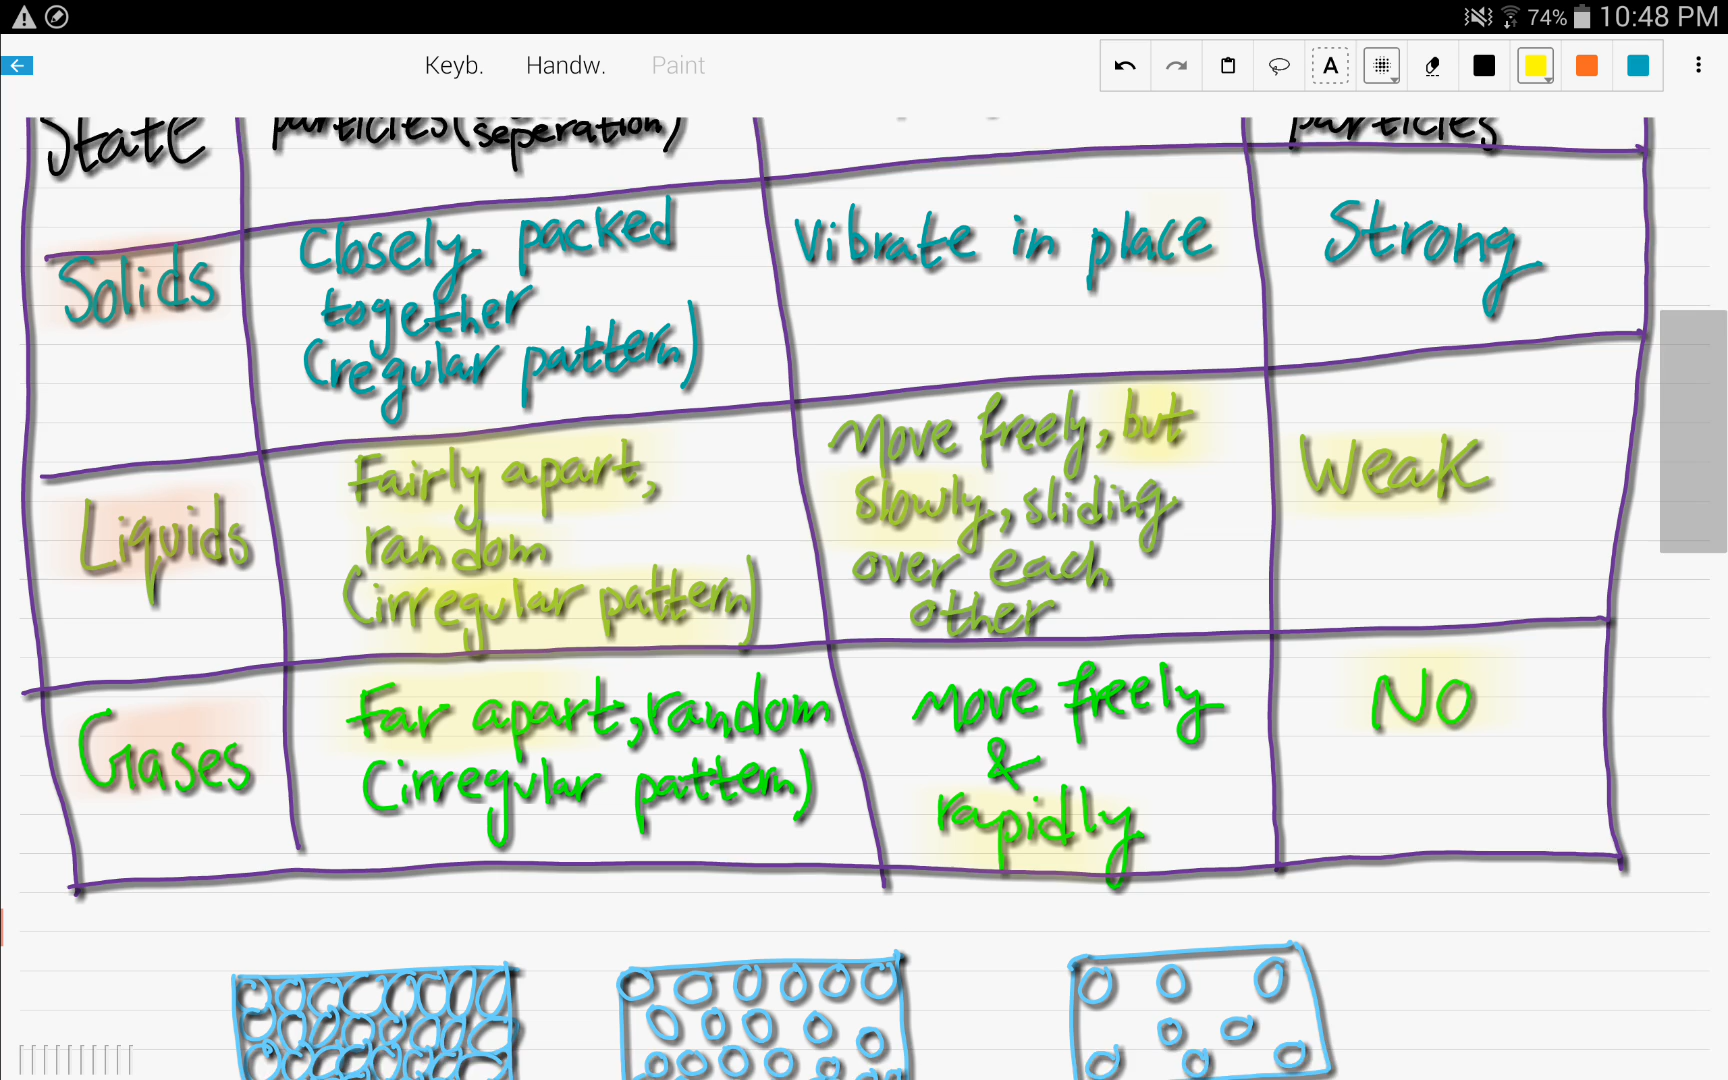 74% 10:48 PM
Keyb. Handw. Paint
A
State
particles (seperation)
particles
Solids
Closely packed
together
(regular pattern)
Vibrate in place
Strong
Liquids
Fairly apart,
random
(irregular pattern)
Move freely, but
slowly, sliding
over each
other
Weak
Gases
Far apart, random
(irregular pattern)
Move freely
&
rapidly
No